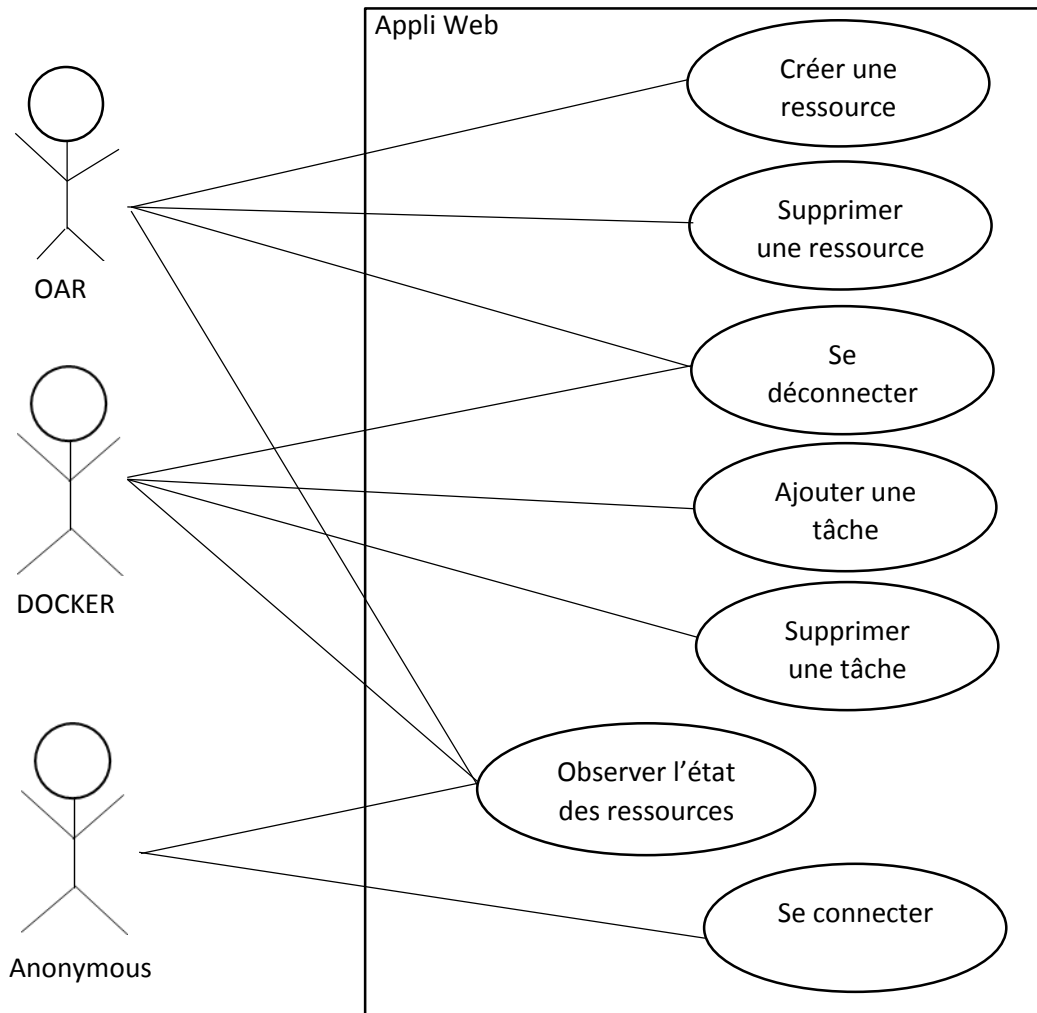 Appli Web
Créer une
ressource
Supprimer
une ressource
OAR
Se
déconnecter
Ajouter une
tâche
DOCKER
Supprimer
une tâche
Observer l’état
des ressources
Se connecter
Anonymous